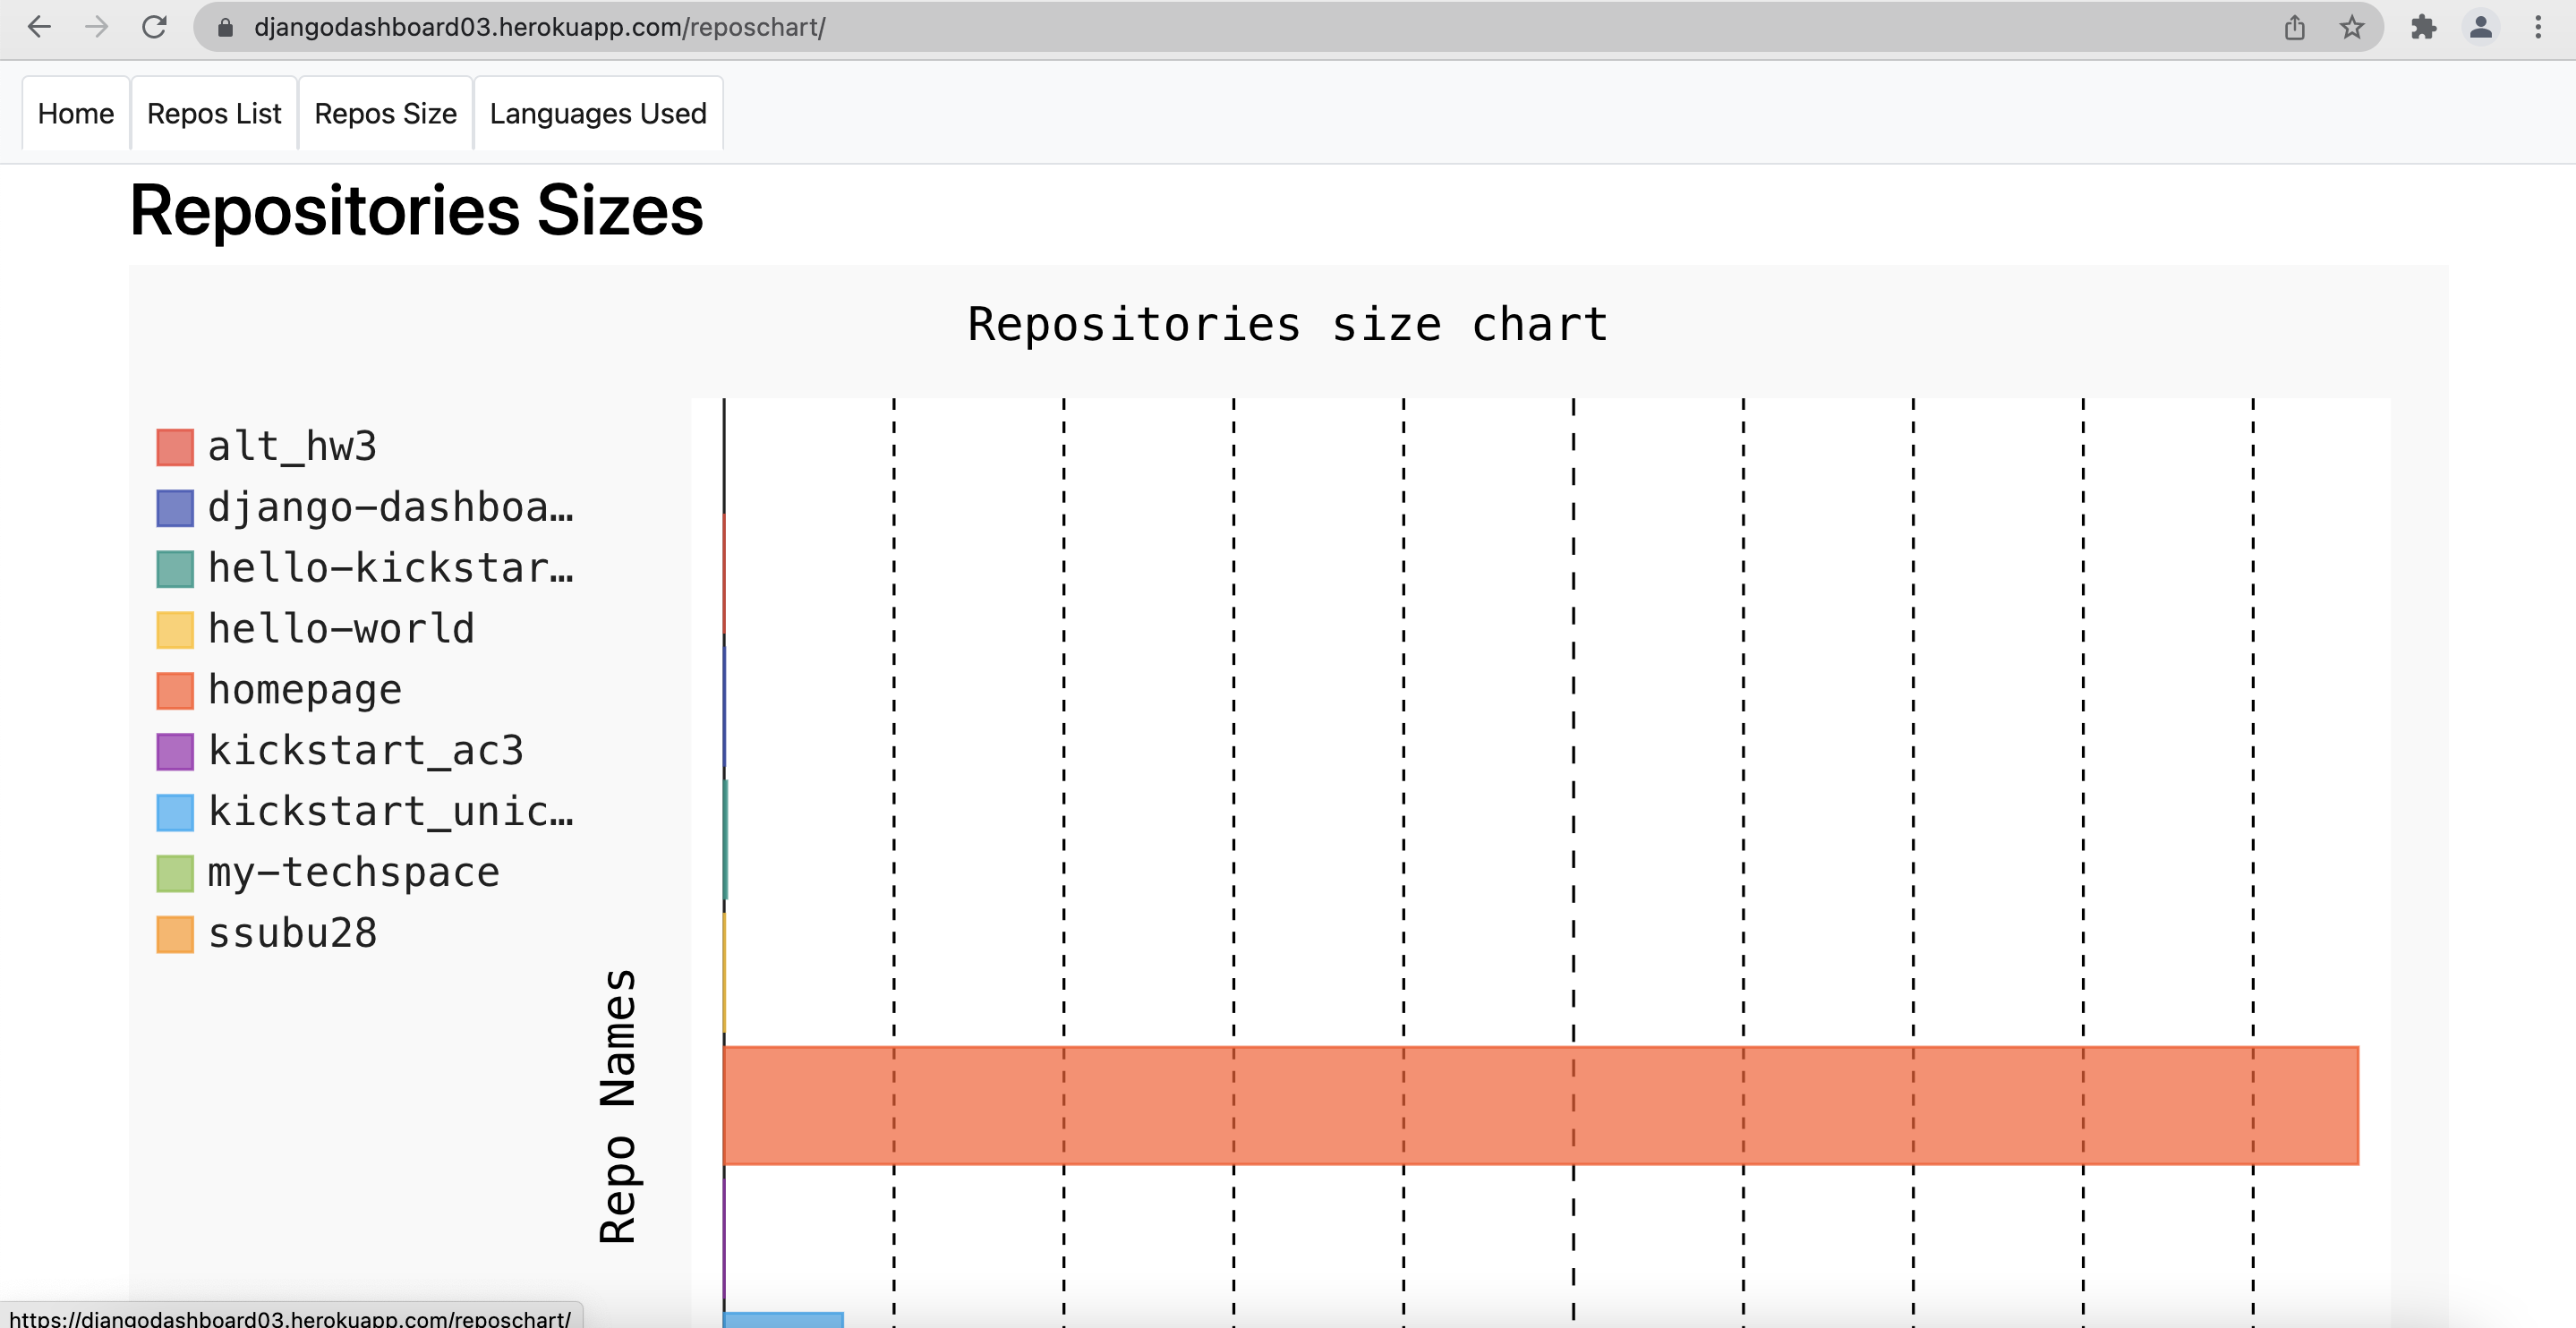 djangodashboard03.herokuapp.com/reposchart/
Home Repos List Repos Size Languages Used
Repositories Sizes
Repositories size chart
alt_hw3
django-dashboa…
hello-kickstar…
hello-world
homepage
kickstart_ac3
kickstart_unic…
my-techspace
ssubu28
Repo Names
https://djangodashboard03.herokuapp.com/reposchart/